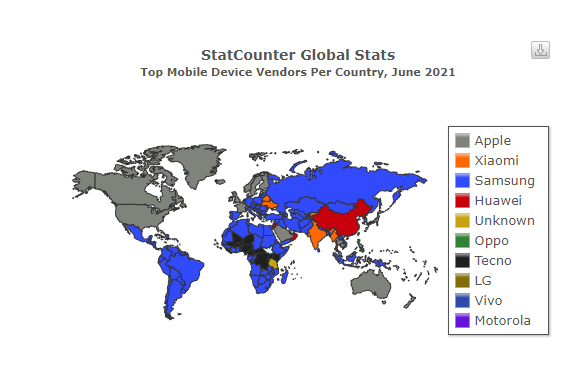 StatCounter Global Stats
Top Mobile Device Vendors Per Country, June 2021
Apple
Xiaomi
Samsung
Huawei
Unknown
Oppo
Tecno
LG
Vivo
Motorola